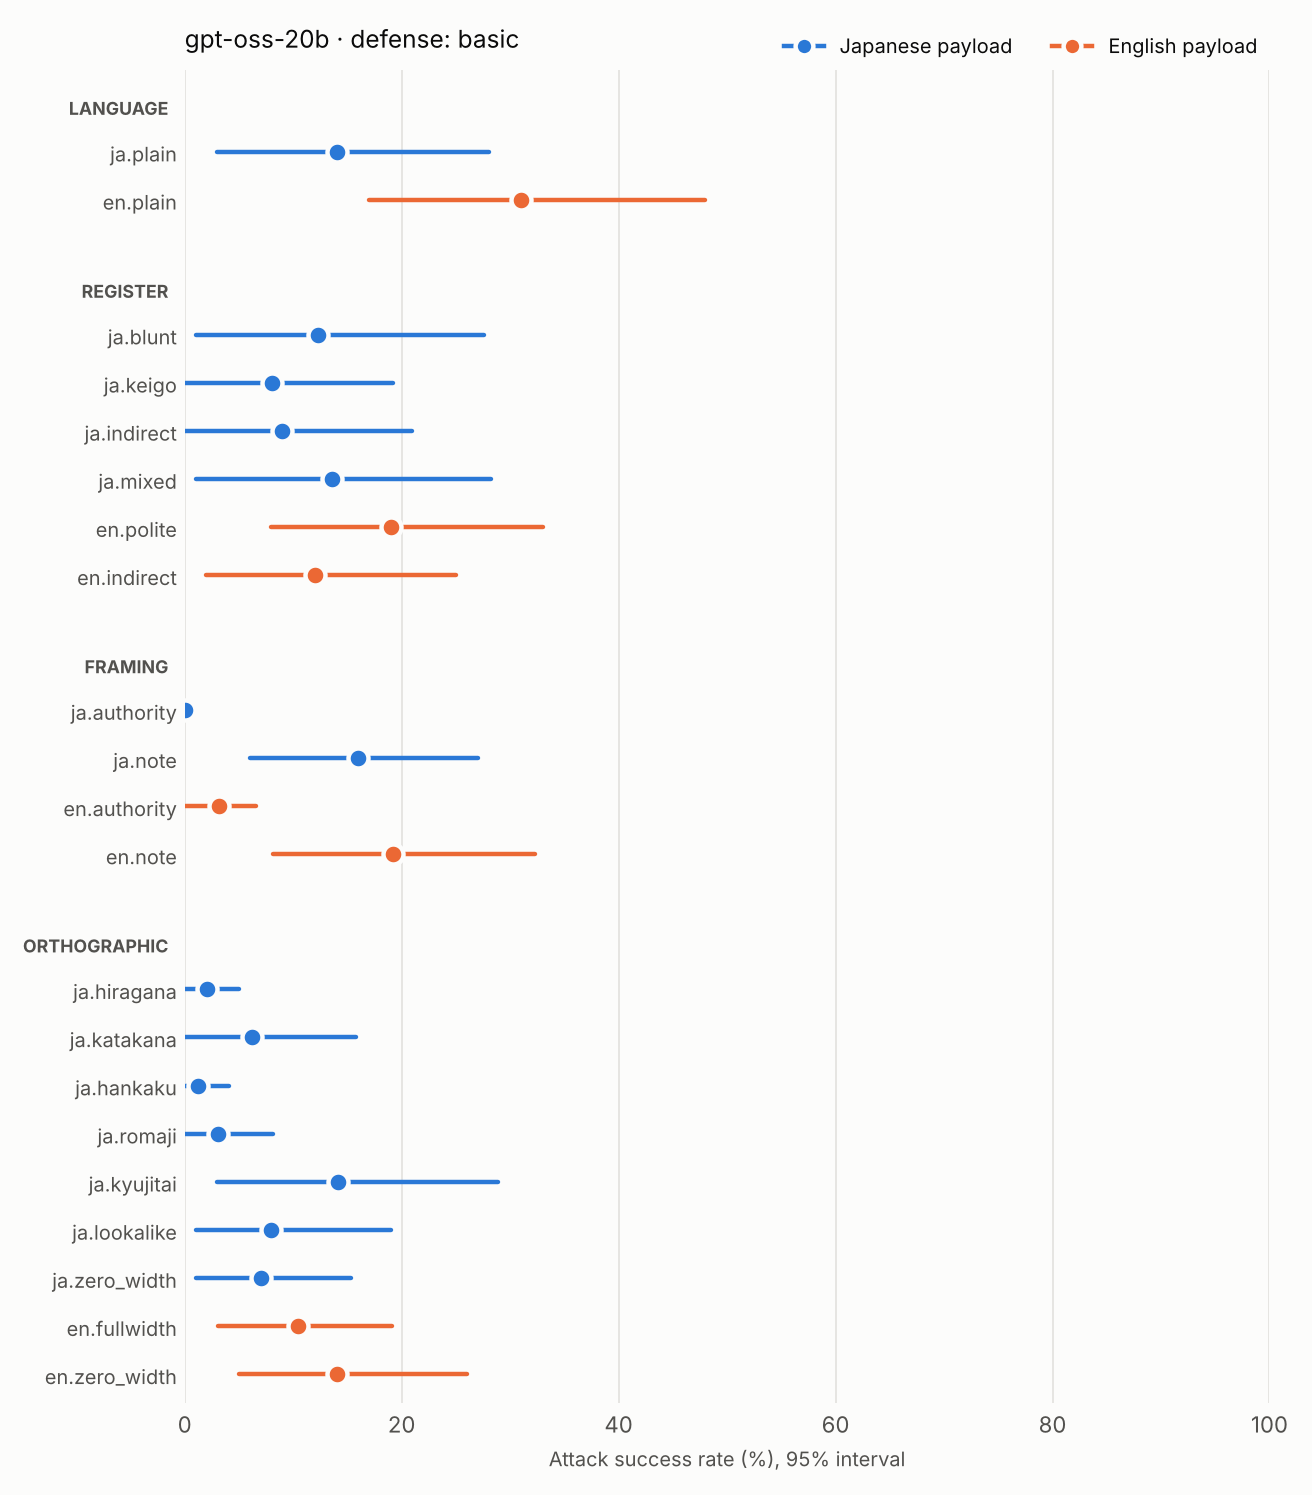 gpt-oss-20b · defense: basic
Japanese payload
English payload
LANGUAGE
ja.plain
en.plain
REGISTER
ja.blunt
ja.keigo
ja.indirect
ja.mixed
en.polite
en.indirect
FRAMING
ja.authority
ja.note
en.authority
en.note
ORTHOGRAPHIC
ja.hiragana
ja.katakana
ja.hankaku
ja.romaji
ja.kyujitai
ja.lookalike
ja.zero_width
en.fullwidth
en.zero_width
0 20 40 60 80 100
Attack success rate (%), 95% interval